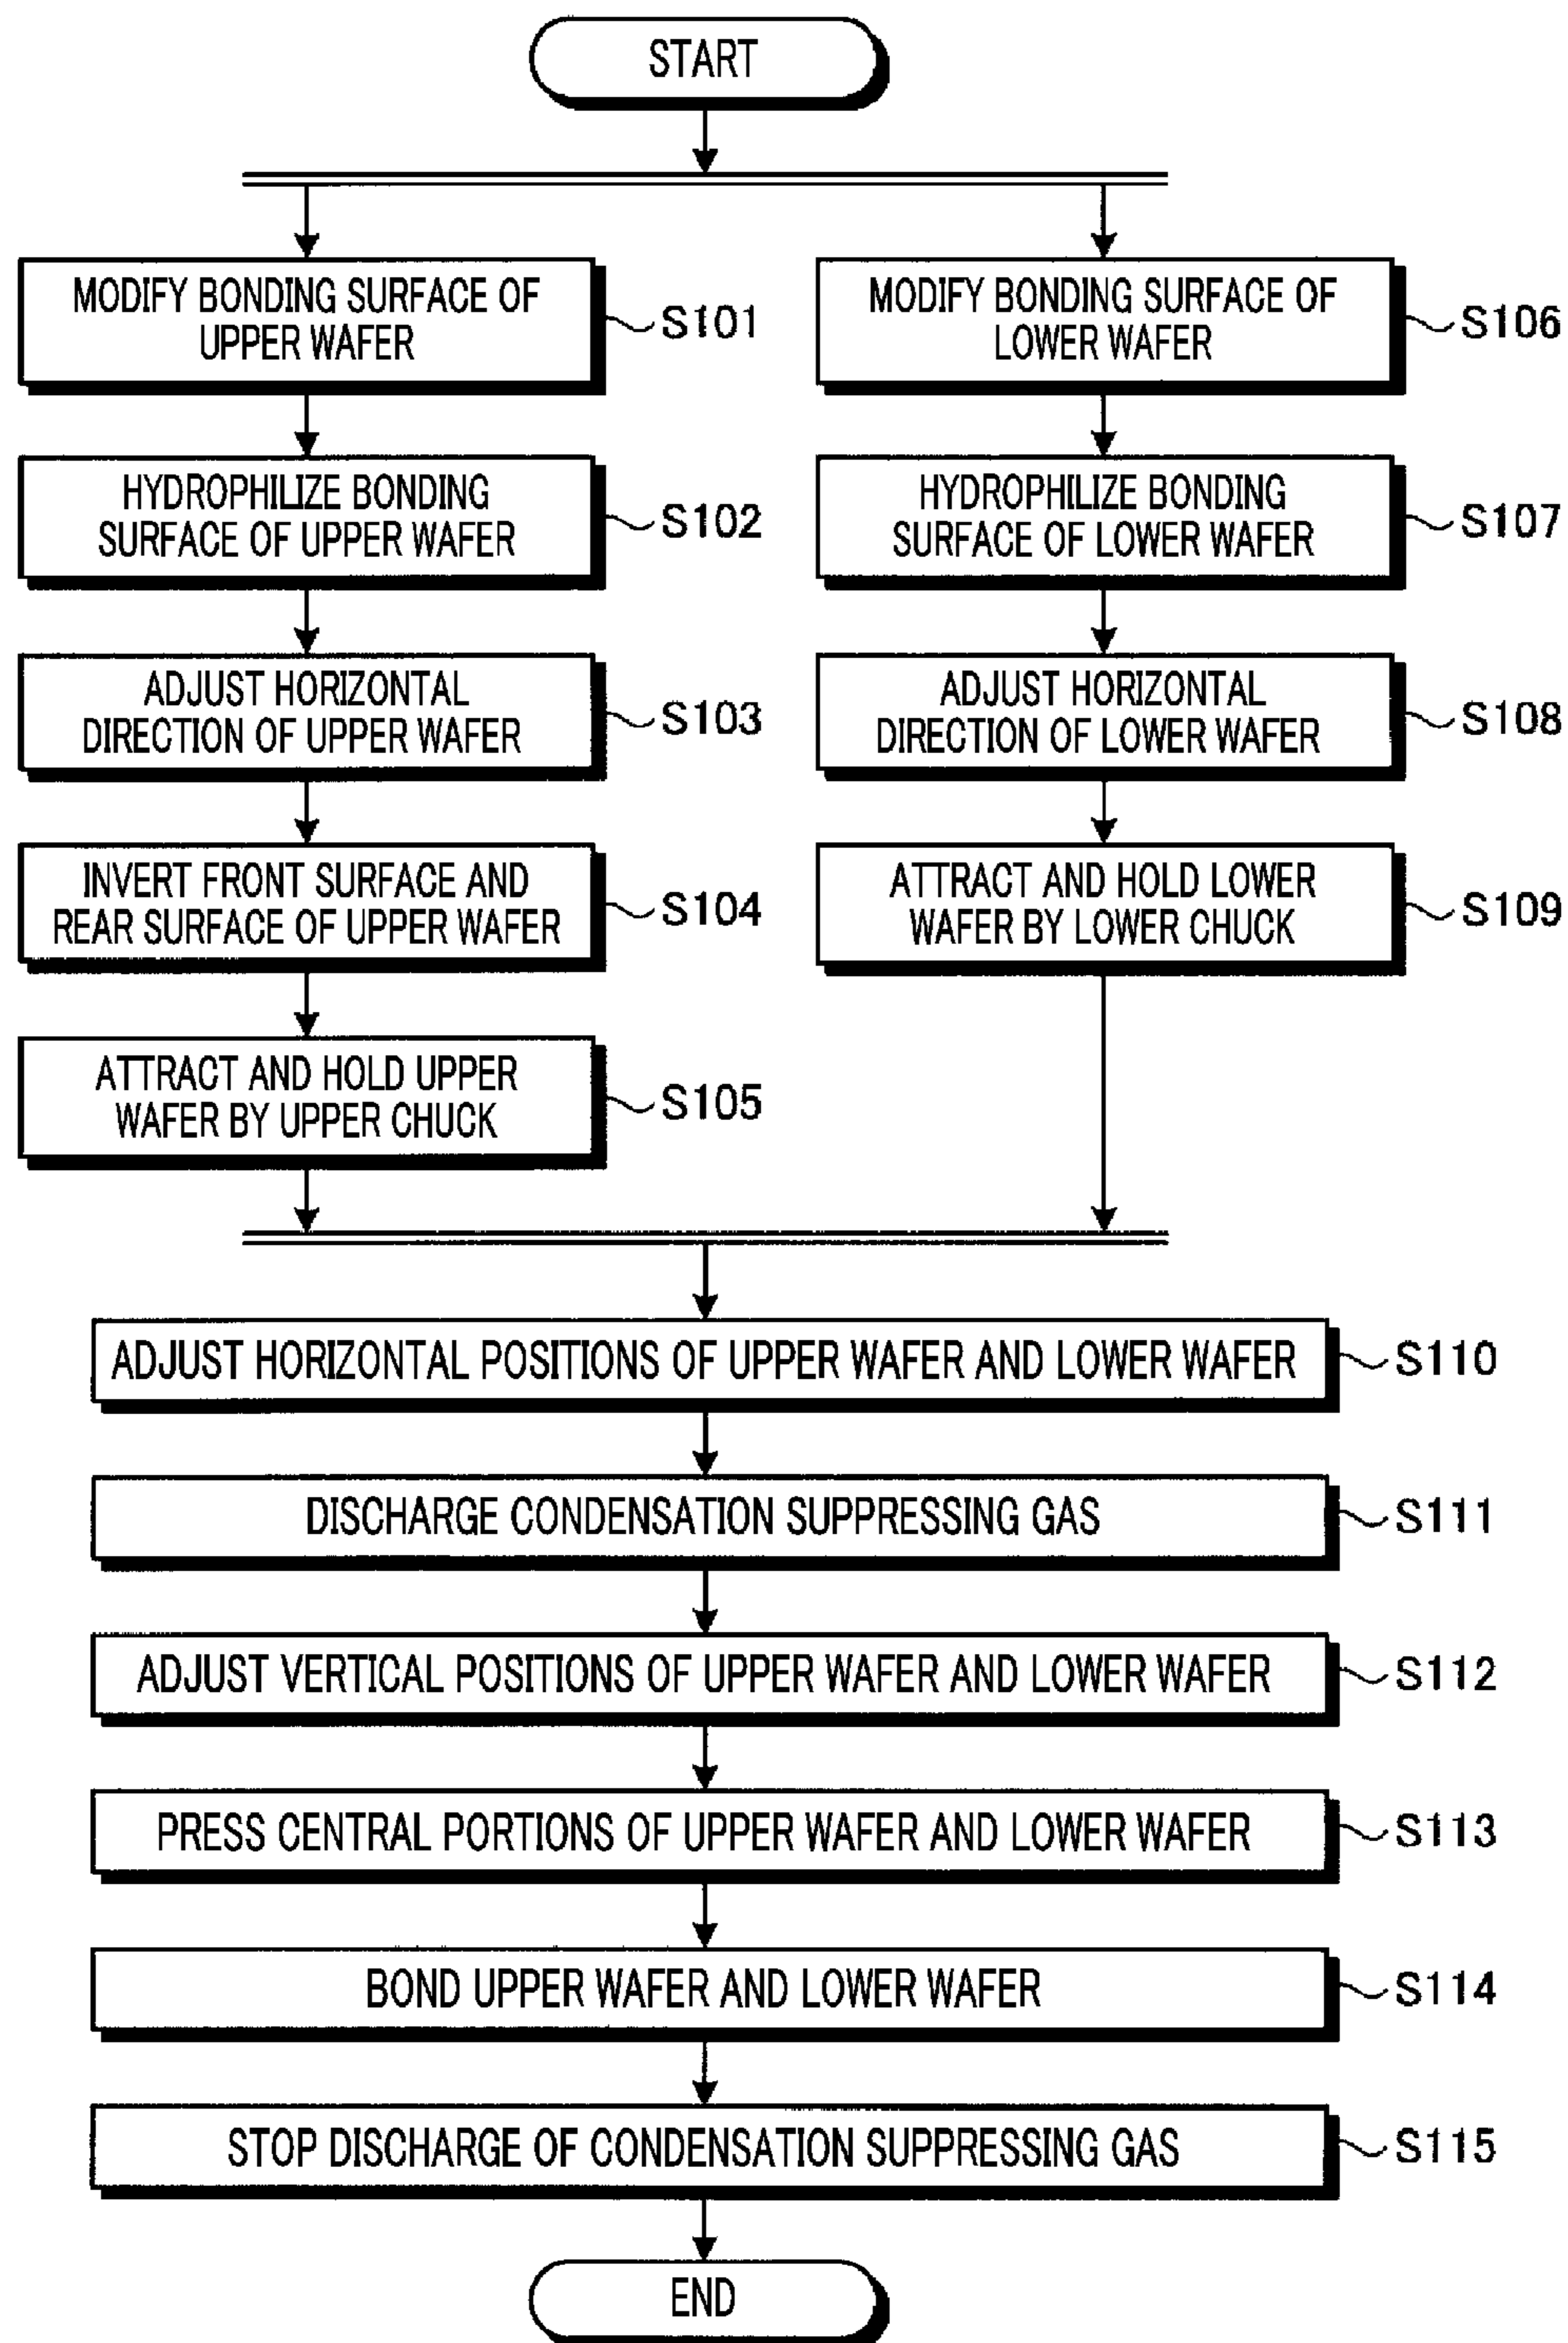 START
MODIFY BONDING SURFACE OF
UPPER WAFER
S101
HYDROPHILIZE BONDING
SURFACE OF UPPER WAFER
S102
ADJUST HORIZONTAL
DIRECTION OF UPPER WAFER
S103
INVERT FRONT SURFACE AND
REAR SURFACE OF UPPER WAFER
S104
ATTRACT AND HOLD UPPER
WAFER BY UPPER CHUCK
S105
MODIFY BONDING SURFACE OF
LOWER WAFER
S106
HYDROPHILIZE BONDING
SURFACE OF LOWER WAFER
S107
ADJUST HORIZONTAL
DIRECTION OF LOWER WAFER
S108
ATTRACT AND HOLD LOWER
WAFER BY LOWER CHUCK
S109
ADJUST HORIZONTAL POSITIONS OF UPPER WAFER AND LOWER WAFER
S110
DISCHARGE CONDENSATION SUPPRESSING GAS
S111
ADJUST VERTICAL POSITIONS OF UPPER WAFER AND LOWER WAFER
S112
PRESS CENTRAL PORTIONS OF UPPER WAFER AND LOWER WAFER
S113
BOND UPPER WAFER AND LOWER WAFER
S114
STOP DISCHARGE OF CONDENSATION SUPPRESSING GAS
S115
END